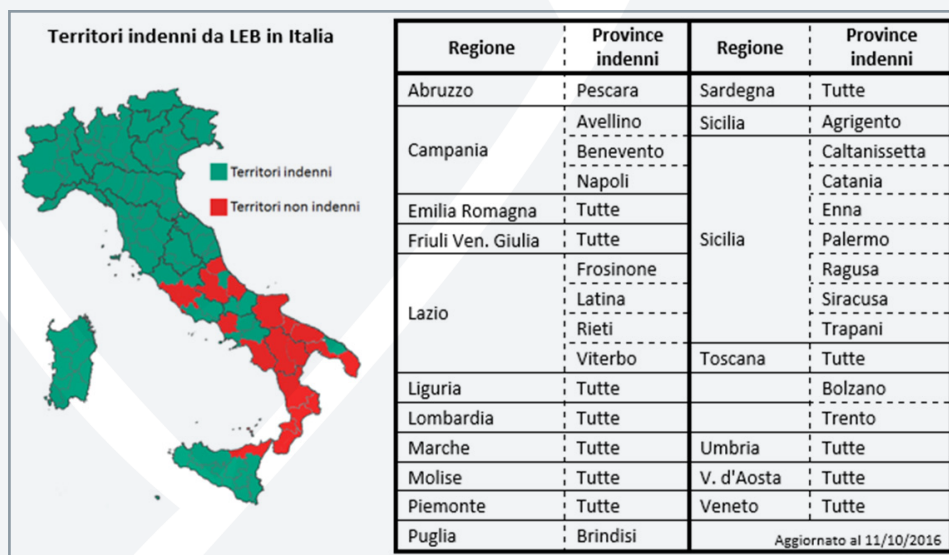 Territori indenni da LEB in Italia
Territori indenni
Territori non indenni
Regione Province indenni Regione Province indenni
Abruzzo Pescara Sardegna Tutte
Campania Avellino Sicilia Agrigento
Benevento Sicilia Caltanissetta
Napoli Catania
Emilia Romagna Tutte Enna
Friuli Ven. Giulia Tutte Palermo
Lazio Frosinone Ragusa
Latina Siracusa
Rieti Trapani
Viterbo Toscana Tutte
Liguria Tutte Bolzano
Lombardia Tutte Trento
Marche Tutte Umbria Tutte
Molise Tutte V. d'Aosta Tutte
Piemonte Tutte Veneto Tutte
Puglia Brindisi Aggiornato al 11/10/2016